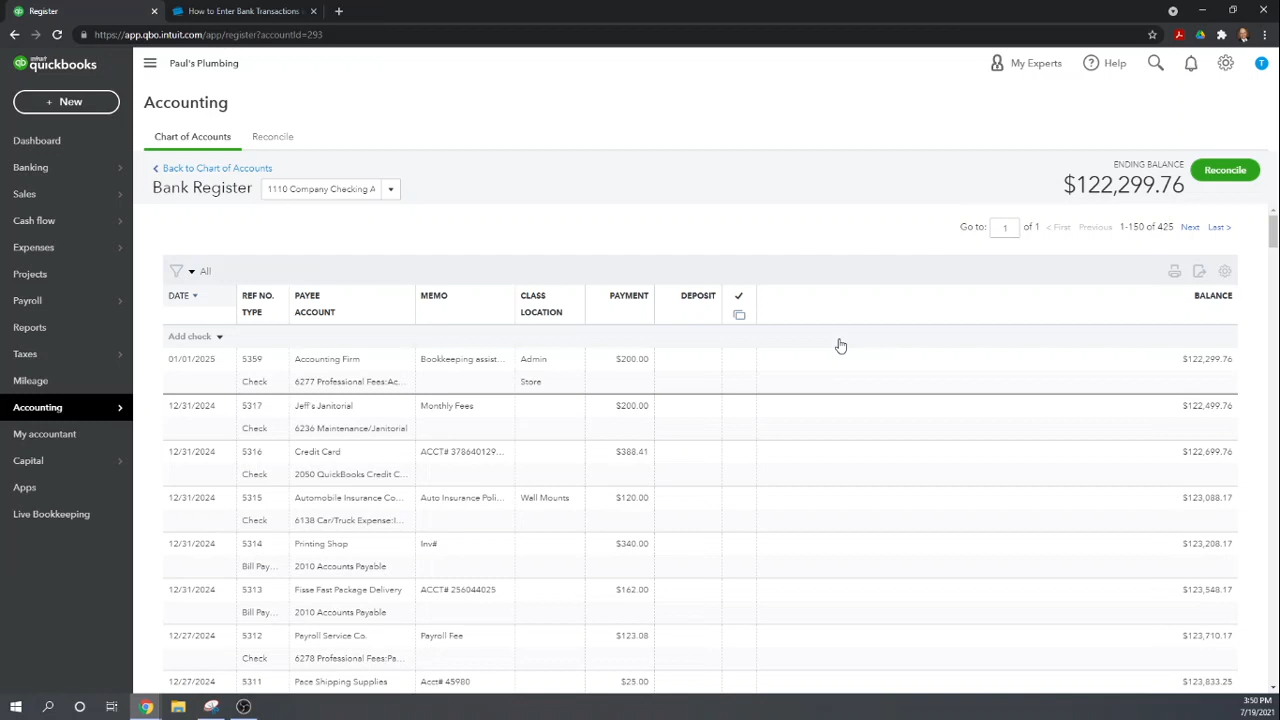 Register
How to Enter Bank Transactions
https://app.qbo.intuit.com/app/register?accountId=293
intuit
quickbooks
Paul's Plumbing
My Experts
Help
T
+ New
Accounting
Dashboard
Chart of Accounts
Reconcile
Banking
Back to Chart of Accounts
ENDING BALANCE
Bank Register
1110 Company Checking A
$122,299.76
Reconcile
Sales
Cash flow
Go to: 1 of 1 < First Previous 1-150 of 425 Next Last >
Expenses
Projects
All
Payroll
DATE REF NO. PAYEE MEMO CLASS PAYMENT DEPOSIT ✓ BALANCE
TYPE ACCOUNT LOCATION
Reports
Add check
Taxes
01/01/2025 5359 Accounting Firm Bookkeeping assist... Admin $200.00 $122,299.76
Mileage
Check 6277 Professional Fees:Ac... Store
Accounting
12/31/2024 5317 Jeff's Janitorial Monthly Fees $200.00 $122,499.76
Check 6236 Maintenance/Janitorial
My accountant
12/31/2024 5316 Credit Card ACCT# 378640129... $388.41 $122,699.76
Capital
Check 2050 QuickBooks Credit C...
Apps
12/31/2024 5315 Automobile Insurance Co... Auto Insurance Poli... Wall Mounts $120.00 $123,088.17
Live Bookkeeping
Check 6138 Car/Truck Expense:I...
12/31/2024 5314 Printing Shop Inv# $340.00 $123,208.17
Bill Pay... 2010 Accounts Payable
12/31/2024 5313 Fisse Fast Package Delivery ACCT# 256044025 $162.00 $123,548.17
Bill Pay... 2010 Accounts Payable
12/27/2024 5312 Payroll Service Co. Payroll Fee $123.08 $123,710.17
Check 6278 Professional Fees:Pa...
12/27/2024 5311 Pace Shipping Supplies Acct# 45980 $25.00 $123,833.25
3:50 PM
7/19/2021